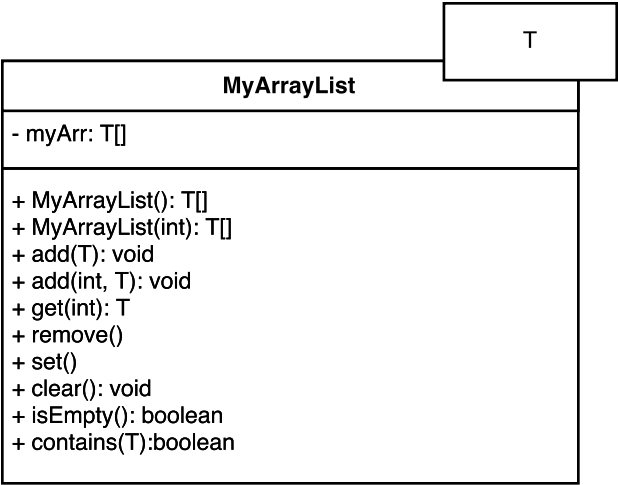 T
MyArrayList
- myArr: T[]
+ MyArrayList(): T[]
+ MyArrayList(int): T[]
+ add(T): void
+ add(int, T): void
+ get(int): T
+ remove()
+ set()
+ clear(): void
+ isEmpty(): boolean
+ contains(T):boolean